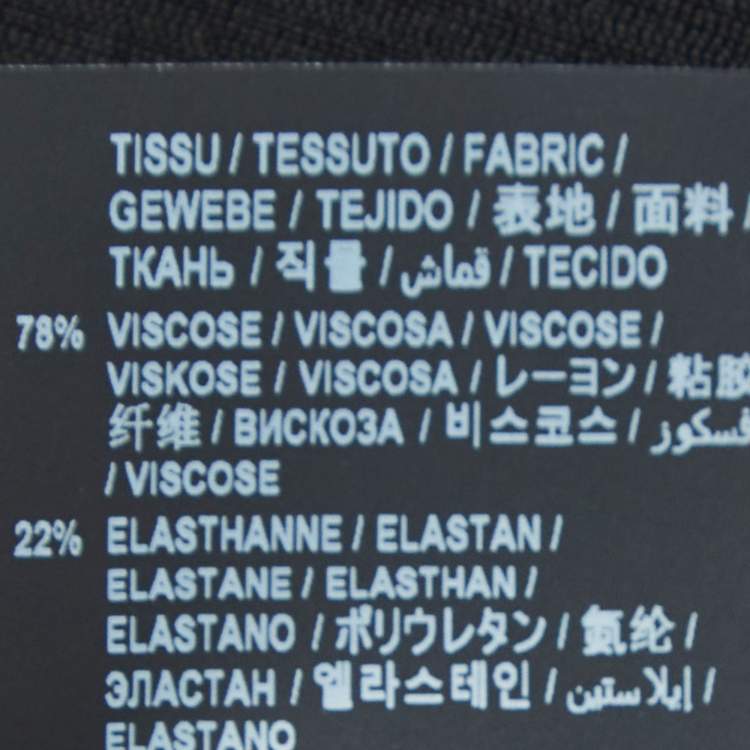 TISSU / TESSUTO / FABRIC /
GEWEBE / TEJIDO / 表地 / 面料 /
ТКАНЬ / 직물 / قماش / TECIDO
78% VISCOSE / VISCOSA / VISCOSE /
VISKOSE / VISCOSA / レーヨン / 粘胶
纤维 / ВИСКОЗА / 비스코스 / فسكوز
/ VISCOSE
22% ELASTHANNE / ELASTAN /
ELASTANE / ELASTHAN /
ELASTANO / ポリウレタン / 氨纶 /
ЭЛАСТАН / 엘라스테인 / إيلاستين /
ELASTANO